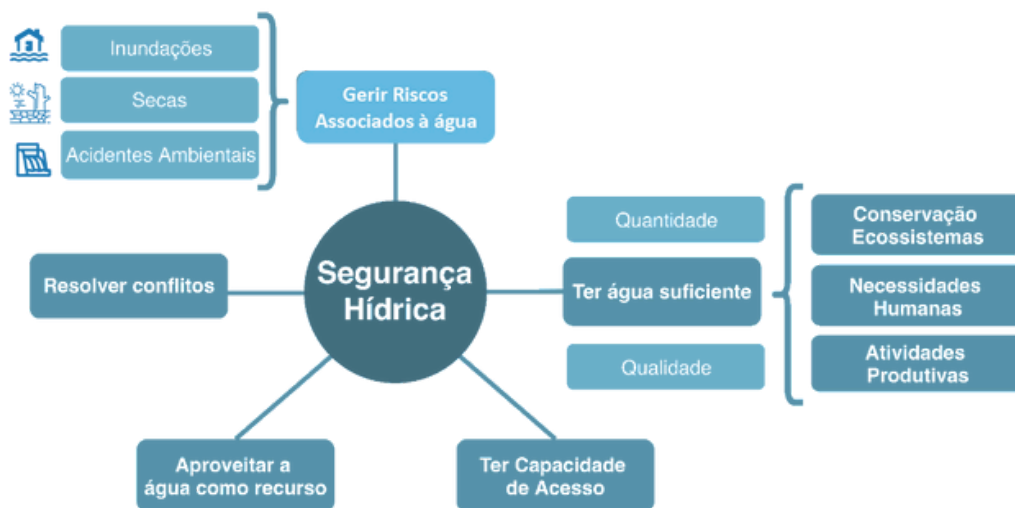 Inundações
Secas
Acidentes Ambientais
Gerir Riscos
Associados à água
Segurança
Hídrica
Resolver conflitos
Quantidade
Ter água suficiente
Qualidade
Conservação
Ecossistemas
Necessidades
Humanas
Atividades
Produtivas
Aproveitar a
água como recurso
Ter Capacidade
de Acesso